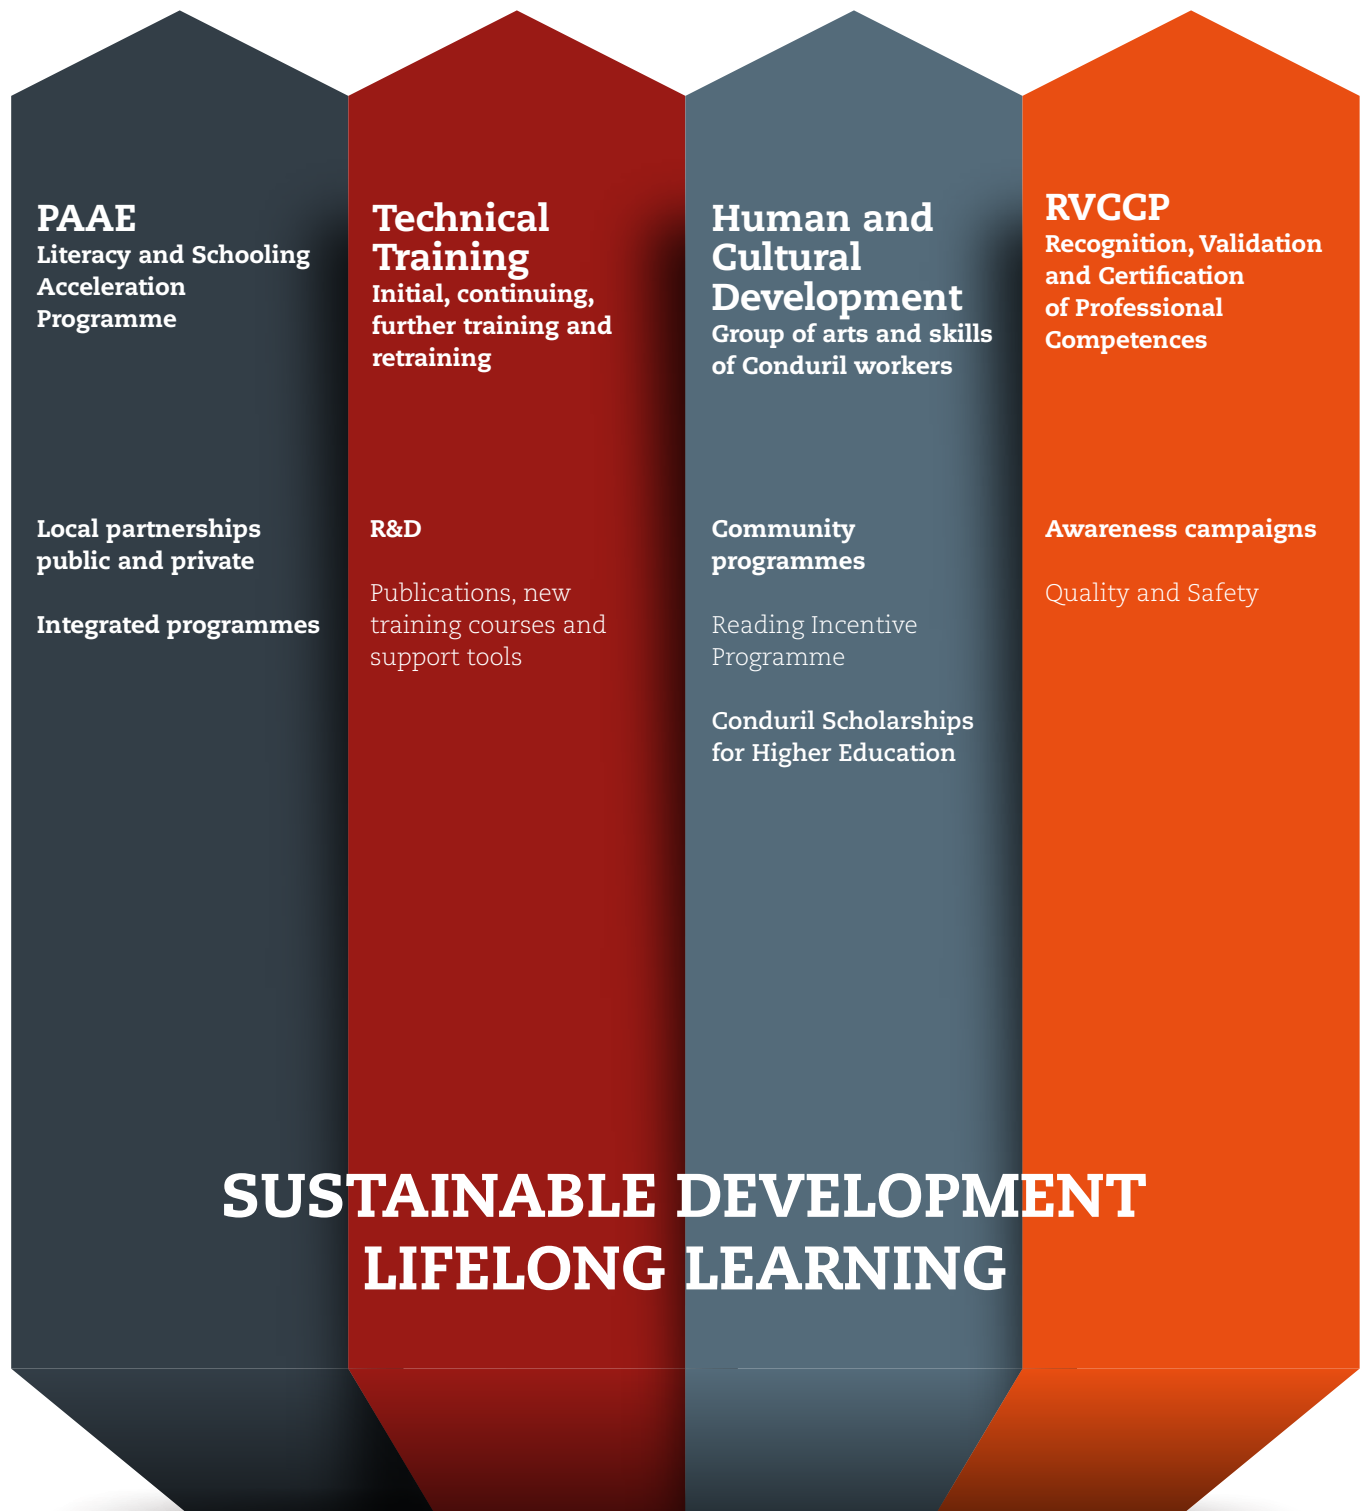 PAAE
Literacy and Schooling
Acceleration
Programme
Local partnerships
public and private
Integrated programmes
Technical
Training
Initial, continuing,
further training and
retraining
R&D
Publications, new
training courses and
support tools
Human and
Cultural
Development
Group of arts and skills
of Conduril workers
Community
programmes
Reading Incentive
Programme
Conduril Scholarships
for Higher Education
RVCCP
Recognition, Validation
and Certification
of Professional
Competences
Awareness campaigns
Quality and Safety
SUSTAINABLE DEVELOPMENT
LIFELONG LEARNING